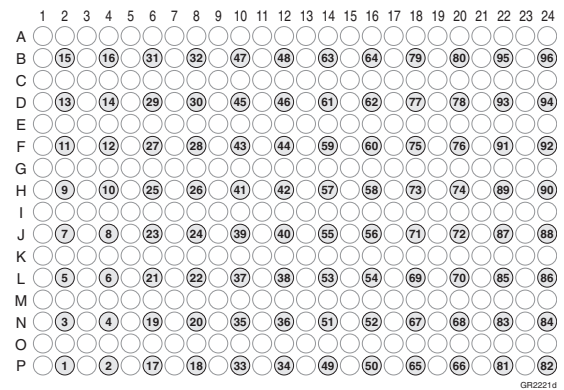 1 2 3 4 5 6 7 8 9 10 11 12 13 14 15 16 17 18 19 20 21 22 23 24
A
B 15 16 31 32 47 48 63 64 79 80 95 96
C
D 13 14 29 30 45 46 61 62 77 78 93 94
E
F 11 12 27 28 43 44 59 60 75 76 91 92
G
H 9 10 25 26 41 42 57 58 73 74 89 90
I
J 7 8 23 24 39 40 55 56 71 72 87 88
K
L 5 6 21 22 37 38 53 54 69 70 85 86
M
N 3 4 19 20 35 36 51 52 67 68 83 84
O
P 1 2 17 18 33 34 49 50 65 66 81 82
GR2221d